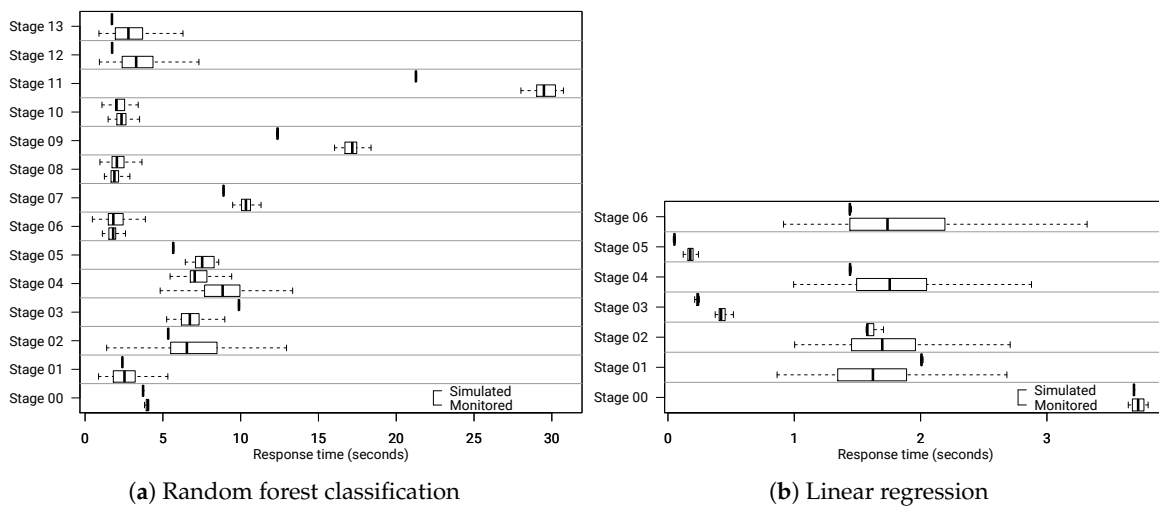 Stage 13
Stage 12
Stage 11
Stage 10
Stage 09
Stage 08
Stage 07
Stage 06
Stage 05
Stage 04
Stage 03
Stage 02
Stage 01
Stage 00
Simulated
Monitored
0 5 10 15 20 25 30
Response time (seconds)
(a) Random forest classification
Stage 06
Stage 05
Stage 04
Stage 03
Stage 02
Stage 01
Stage 00
Simulated
Monitored
0 1 2 3
Response time (seconds)
(b) Linear regression